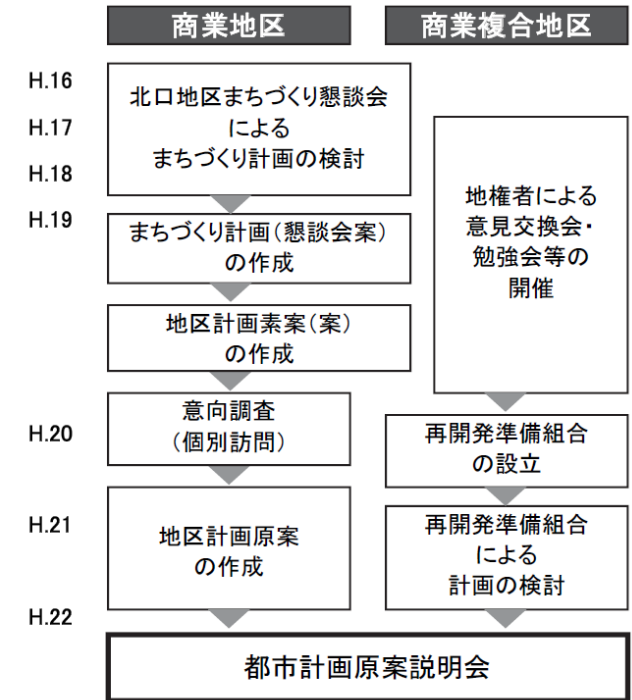 商業地区
商業複合地区
H.16
H.17
H.18
H.19
H.20
H.21
H.22
北口地区まちづくり懇談会
による
まちづくり計画の検討
まちづくり計画(懇談会案)
の作成
地区計画素案(案)
の作成
意向調査
(個別訪問)
地区計画原案
の作成
地権者による
意見交換会・
勉強会等の
開催
再開発準備組合
の設立
再開発準備組合
による
計画の検討
都市計画原案説明会